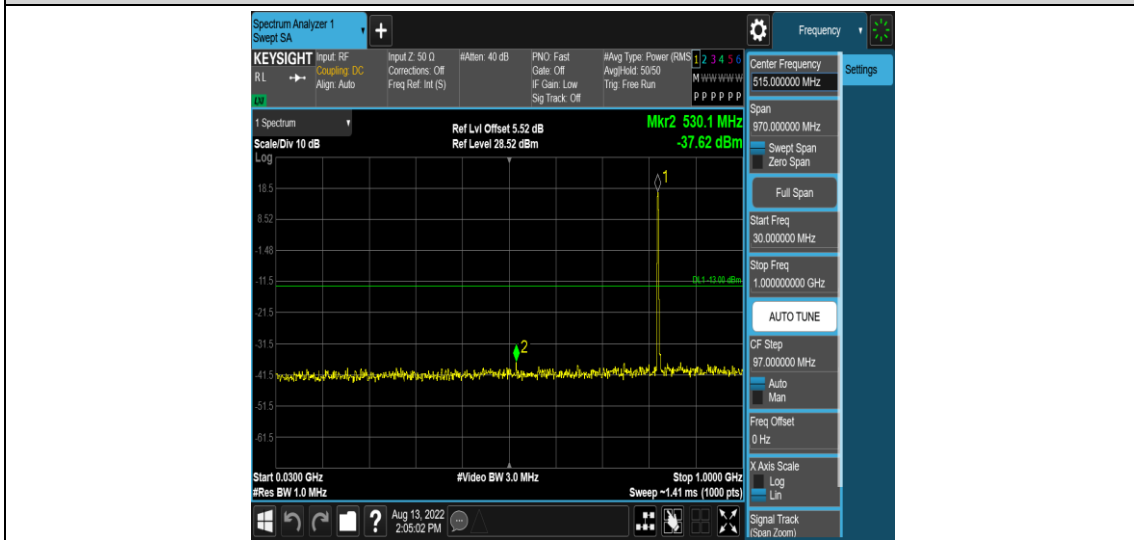 Spectrum Analyzer 1
Swept SA
+
Frequency
KEYSIGHT
RL
Input: RF
Coupling: DC
Align: Auto
Input Z: 50 Ω
Corrections: Off
Freq Ref: Int (S)
#Atten: 40 dB
PNO: Fast
Gate: Off
IF Gain: Low
Sig Track: Off
#Avg Type: Power (RMS
Avg|Hold: 50/50
Trig: Free Run
1 2 3 4 5 6
M W W W W W
P P P P P P
1 Spectrum
Scale/Div 10 dB
Ref Lvl Offset 5.52 dB
Ref Level 28.52 dBm
Mkr2 530.1 MHz
-37.62 dBm
Log
18.5
8.52
-1.48
-11.5
-21.5
-31.5
-41.5
-51.5
-61.5
1
DL1 -13.00 dBm
2
Start 0.0300 GHz
#Res BW 1.0 MHz
#Video BW 3.0 MHz
Stop 1.0000 GHz
Sweep ~1.41 ms (1000 pts)
Aug 13, 2022
2:05:02 PM
Center Frequency
515.000000 MHz
Settings
Span
970.000000 MHz
Swept Span
Zero Span
Full Span
Start Freq
30.000000 MHz
Stop Freq
1.000000000 GHz
AUTO TUNE
CF Step
97.000000 MHz
Auto
Man
Freq Offset
0 Hz
X Axis Scale
Log
Lin
Signal Track
(Span Zoom)